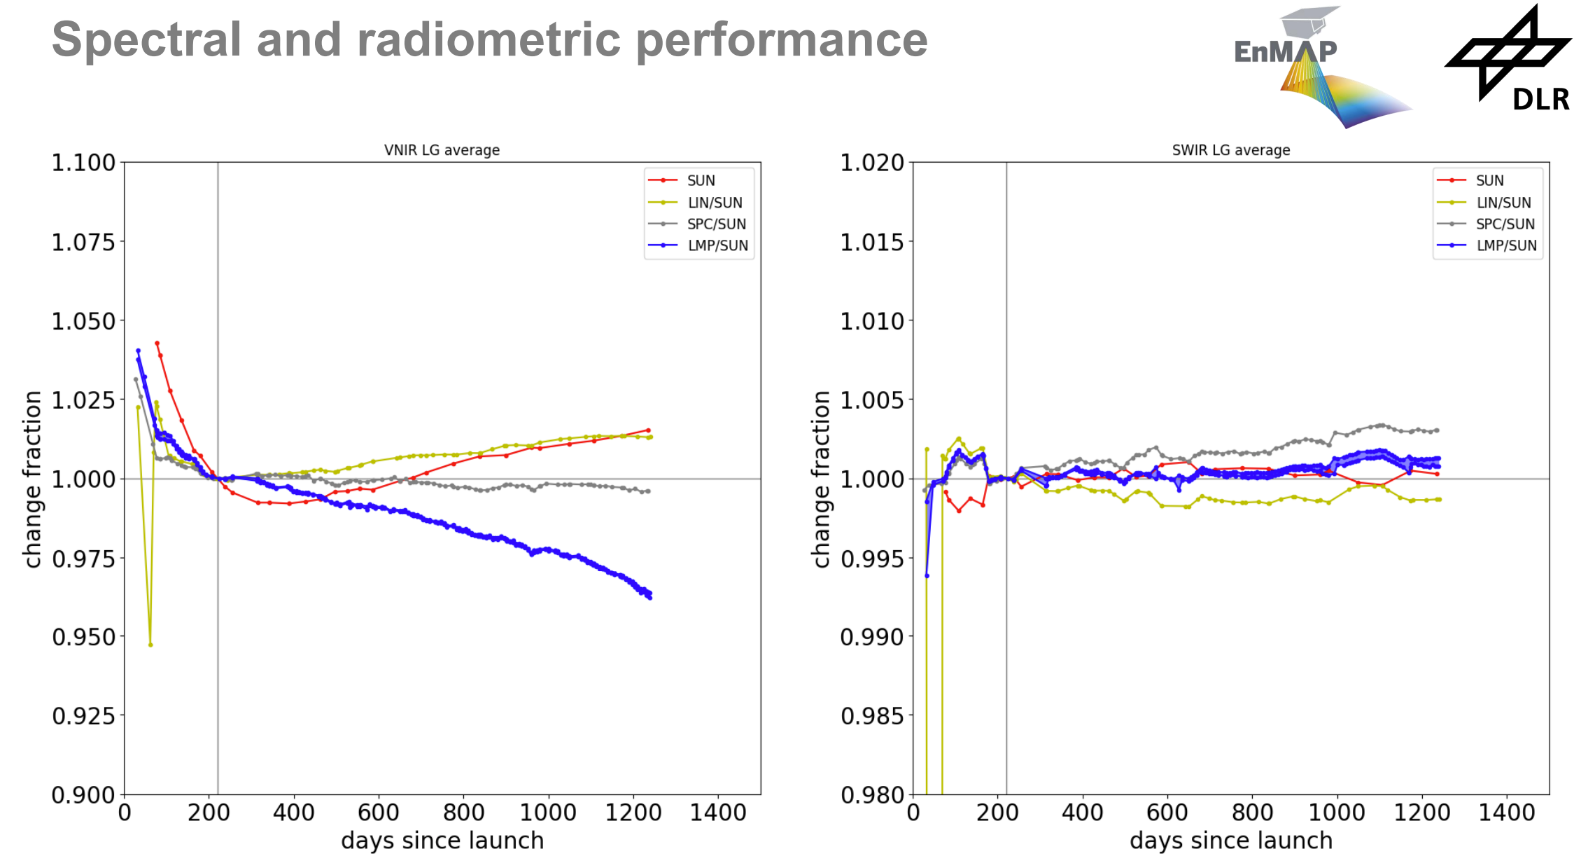 Spectral and radiometric performance
EnMAP
DLR
VNIR LG average
1.100
1.075
1.050
1.025
1.000
0.975
0.950
0.925
0.900
change fraction
0
200
400
600
800
1000
1200
1400
days since launch
SUN
LIN/SUN
SPC/SUN
LMP/SUN
SWIR LG average
1.020
1.015
1.010
1.005
1.000
0.995
0.990
0.985
0.980
change fraction
0
200
400
600
800
1000
1200
1400
days since launch
SUN
LIN/SUN
SPC/SUN
LMP/SUN